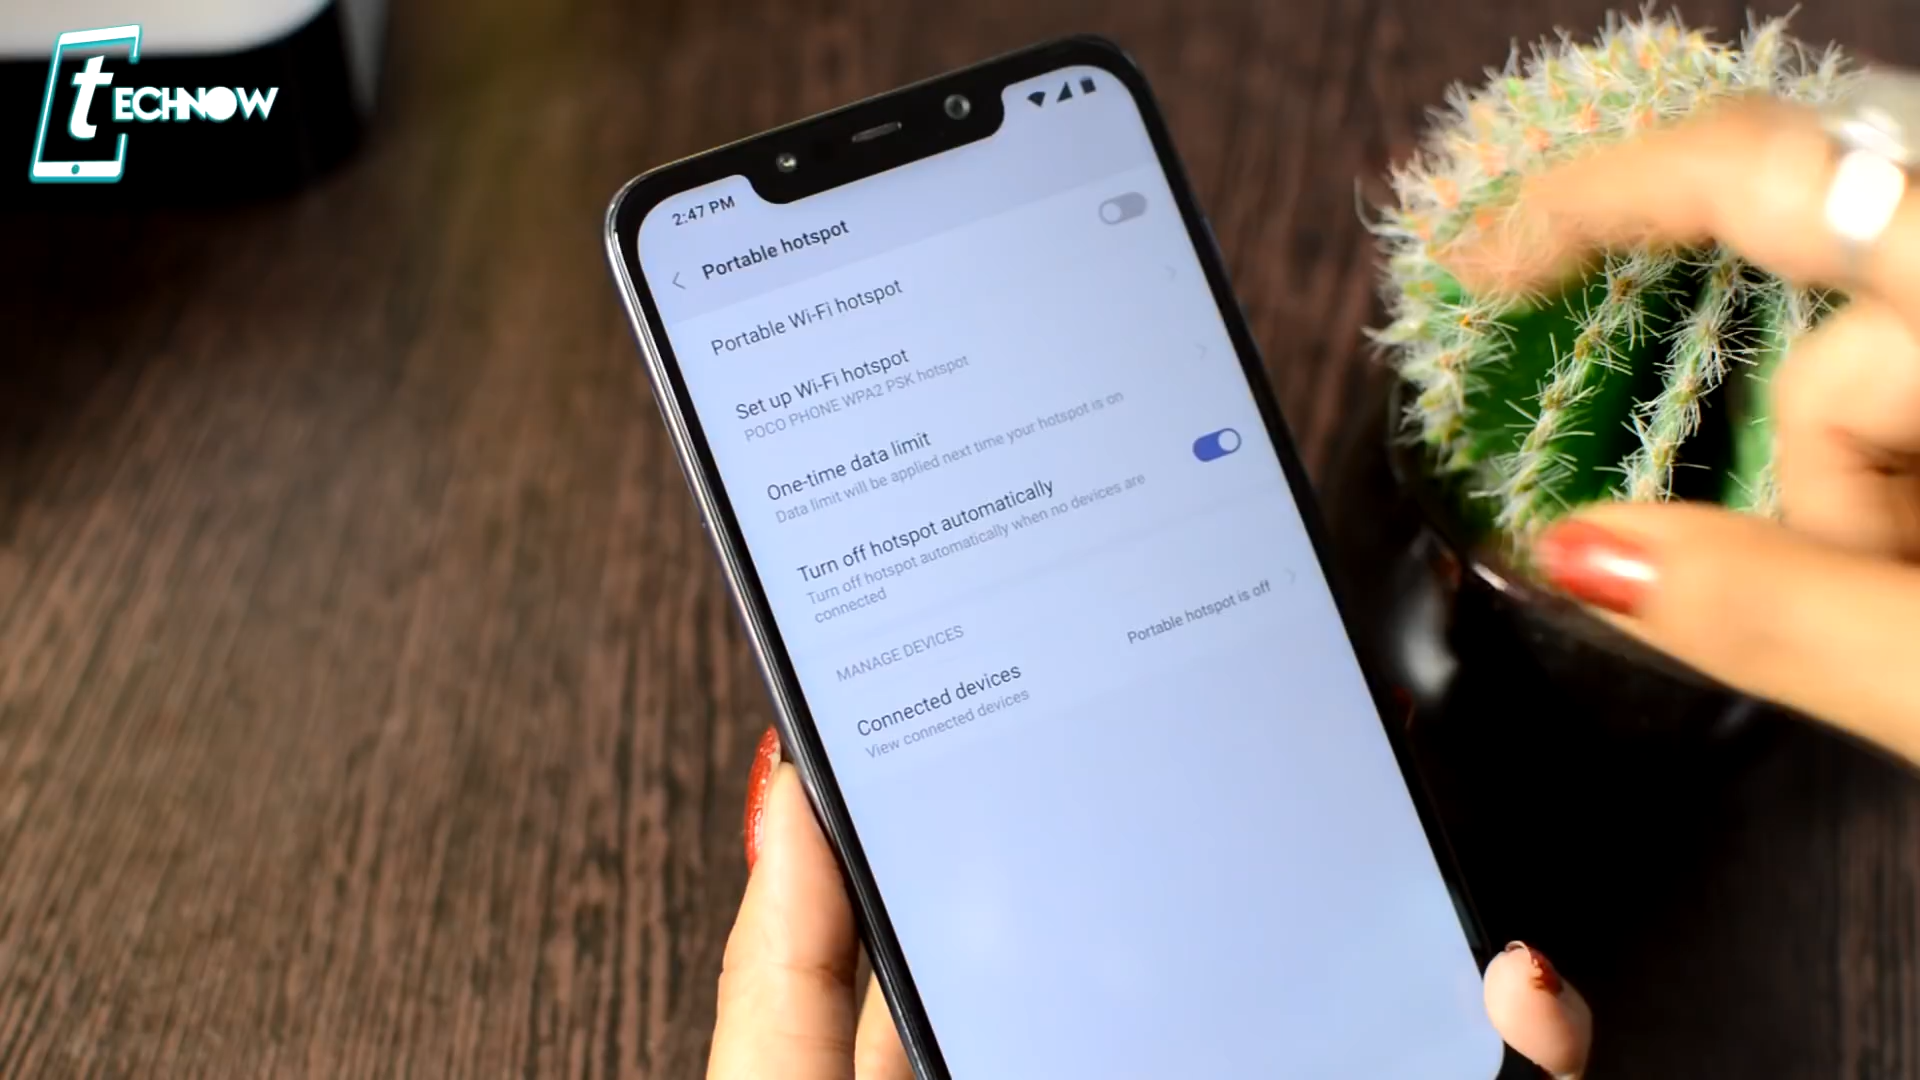 tECHNOW
2:47 PM
Portable hotspot
Portable Wi-Fi hotspot
Set up Wi-Fi hotspot
POCO PHONE WPA2 PSK hotspot
One-time data limit
Data limit will be applied next time your hotspot is on
Turn off hotspot automatically
Turn off hotspot automatically when no devices are
connected
MANAGE DEVICES
Connected devices
View connected devices
Portable hotspot is off